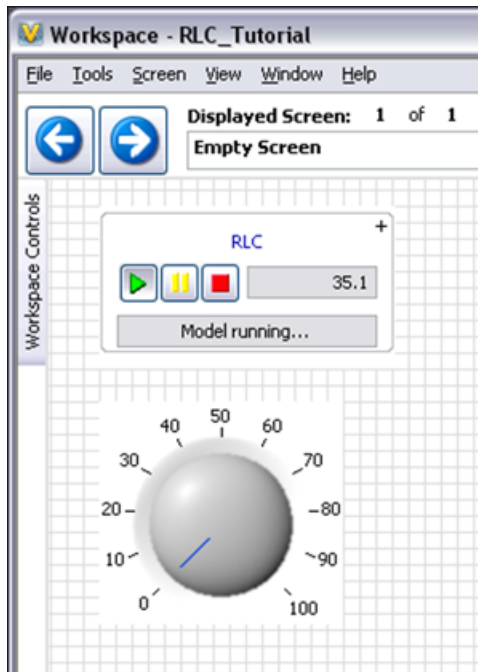 Workspace - RLC_Tutorial
File Tools Screen View Window Help
Displayed Screen: 1 of 1
Empty Screen
Workspace Controls
+
RLC
35.1
Model running...
0
10
20
30
40
50
60
70
80
90
100